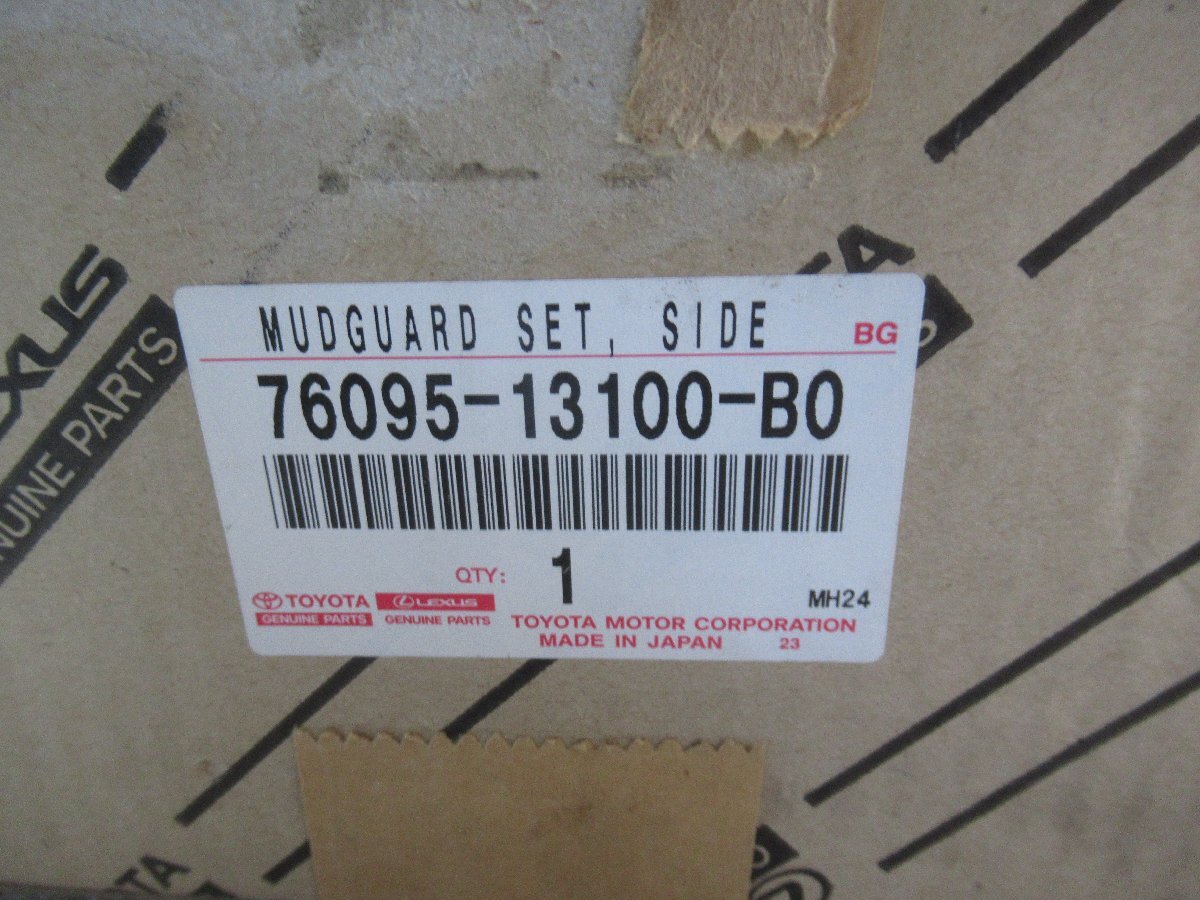 LEXUS
GENUINE PARTS
MUDGUARD SET, SIDE
BG
76095-13100-B0
QTY: 1
MH24
TOYOTA
GENUINE PARTS
LEXUS
GENUINE PARTS
TOYOTA MOTOR CORPORATION
MADE IN JAPAN 23